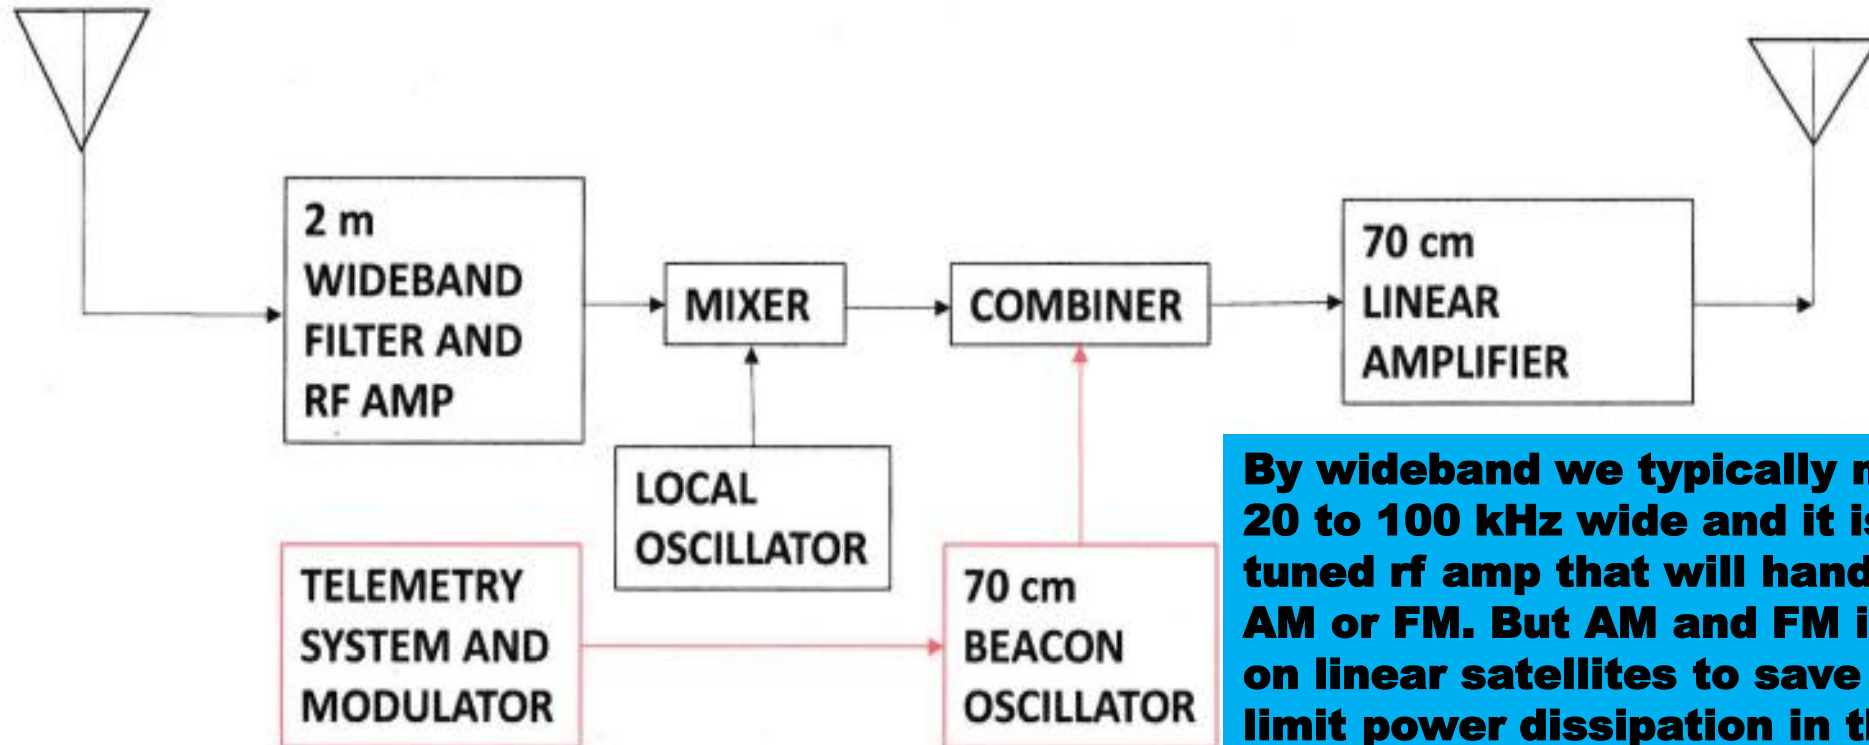 2 m
WIDEBAND
FILTER AND
RF AMP
MIXER
COMBINER
70 cm
LINEAR
AMPLIFIER
LOCAL
OSCILLATOR
TELEMETRY
SYSTEM AND
MODULATOR
70 cm
BEACON
OSCILLATOR
By wideband we typically
20 to 100 kHz wide and it
tuned rf amp that will
AM or FM. But AM and FM
on linear satellites to save
limit power dissipation in